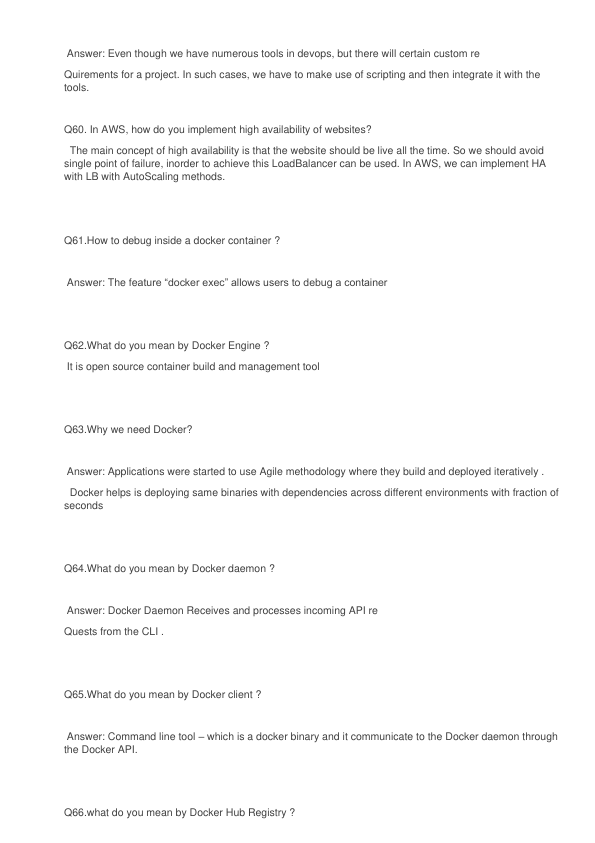 Answer: Even though we have numerous tools in devops, but there will certain custom re
Quirements for a project. In such cases, we have to make use of scripting and then integrate it with the
tools.
Q60. In AWS, how do you implement high availability of websites?
The main concept of high availability is that the website should be live all the time. So we should avoid
single point of failure, inorder to achieve this LoadBalancer can be used. In AWS, we can implement HA
with LB with AutoScaling methods.
Q61.How to debug inside a docker container ?
Answer: The feature “docker exec” allows users to debug a container
Q62.What do you mean by Docker Engine ?
It is open source container build and management tool
Q63.Why we need Docker?
Answer: Applications were started to use Agile methodology where they build and deployed iteratively .
Docker helps is deploying same binaries with dependencies across different environments with fraction of
seconds
Q64.What do you mean by Docker daemon ?
Answer: Docker Daemon Receives and processes incoming API re
Quests from the CLI .
Q65.What do you mean by Docker client ?
Answer: Command line tool – which is a docker binary and it communicate to the Docker daemon through
the Docker API.
Q66.what do you mean by Docker Hub Registry ?